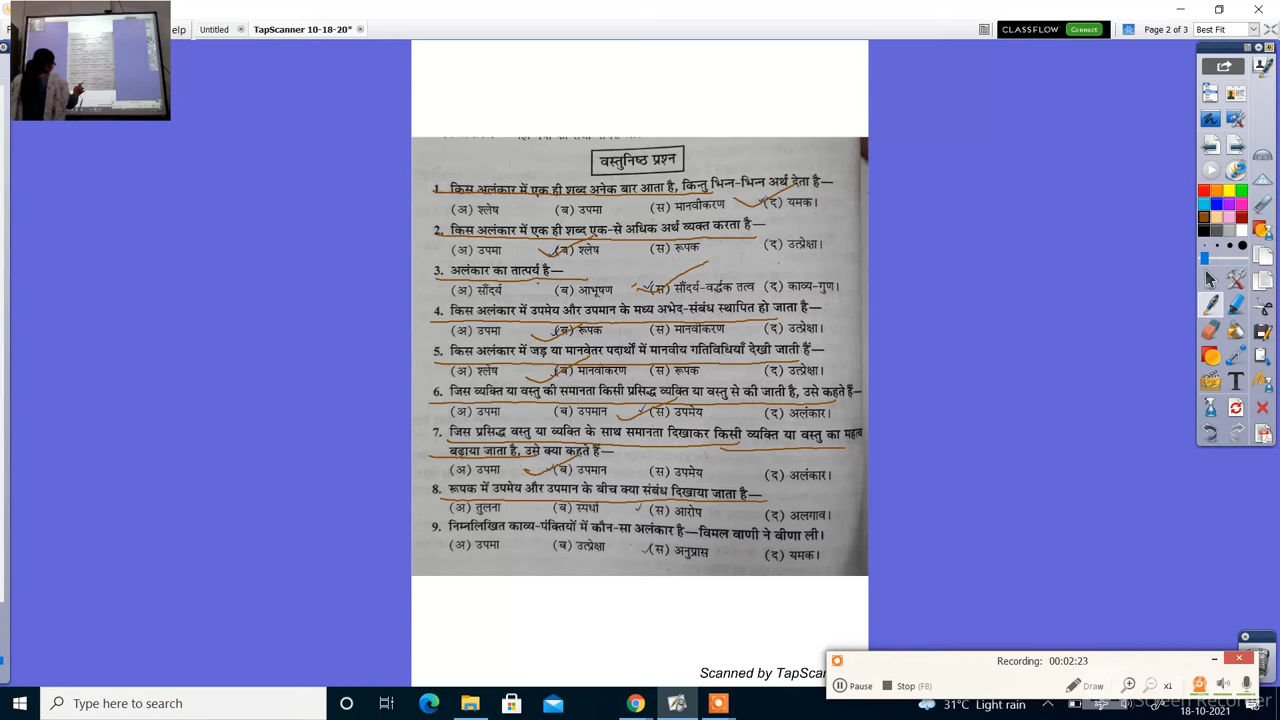 help
Untitled
TapScanner 10-18-20*
CLASSFLOW
Connect
Page 2 of 3
Best Fit
वस्तुनिष्ठ प्रश्न
1. किस अलंकार में एक ही शब्द अनेक बार आता है, किन्तु भिन्न-भिन्न अर्थ देता है—
(अ) श्लेष (ब) उपमा (स) मानवीकरण (द) यमक।
2. किस अलंकार में एक ही शब्द एक-से अधिक अर्थ व्यक्त करता है—
(अ) उपमा (ब) श्लेष (स) रूपक (द) उत्प्रेक्षा।
3. अलंकार का तात्पर्य है—
(अ) सौंदर्य (ब) आभूषण (स) सौंदर्य-वर्द्धक तत्व (द) काव्य-गुण।
4. किस अलंकार में उपमेय और उपमान के मध्य अभेद-संबंध स्थापित हो जाता है—
(अ) उपमा (ब) रूपक (स) मानवीकरण (द) उत्प्रेक्षा।
5. किस अलंकार में जड़ या मानवेतर पदार्थों में मानवीय गतिविधियाँ देखी जाती हैं—
(अ) श्लेष (ब) मानवीकरण (स) रूपक (द) उत्प्रेक्षा।
6. जिस व्यक्ति या वस्तु की समानता किसी प्रसिद्ध व्यक्ति या वस्तु से की जाती है, उसे कहते हैं—
(अ) उपमा (ब) उपमान (स) उपमेय (द) अलंकार।
7. जिस प्रसिद्ध वस्तु या व्यक्ति के साथ समानता दिखाकर किसी व्यक्ति या वस्तु का महत्व
बढ़ाया जाता है, उसे क्या कहते हैं—
(अ) उपमा (ब) उपमान (स) उपमेय (द) अलंकार।
8. रूपक में उपमेय और उपमान के बीच क्या संबंध दिखाया जाता है—
(अ) तुलना (ब) स्पर्धा (स) आरोप (द) अलगाव।
9. निम्नलिखित काव्य-पंक्तियों में कौन-सा अलंकार है—विमल वाणी ने वीणा ली।
(अ) उपमा (ब) उत्प्रेक्षा (स) अनुप्रास (द) यमक।
Scanned by TapScan
Recording: 00:02:23
Pause Stop (F8) x1 Draw
Type here to search
31°C Light rain
18-10-2021